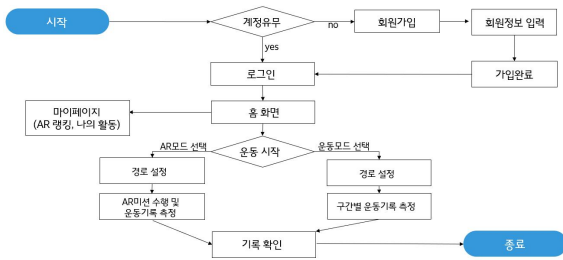 시작
계정유무
no
회원가입
회원정보 입력
yes
로그인
가입완료
마이페이지
(AR 랭킹, 나의 활동)
홈 화면
AR모드 선택
운동 시작
운동모드 선택
경로 설정
경로 설정
AR미션 수행 및
운동기록 측정
구간별 운동기록 측정
기록 확인
종료